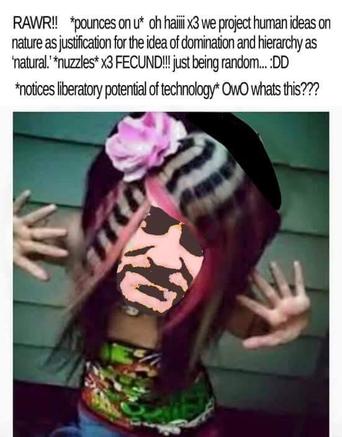 RAWR!!   *pounces on u*  oh haiiii x3 we project human ideas on
nature as justification for the idea of domination and hierarchy as
'natural.' *nuzzles* x3 FECUND!!! just being random... :DD
*notices liberatory potential of technology* OwO whats this???